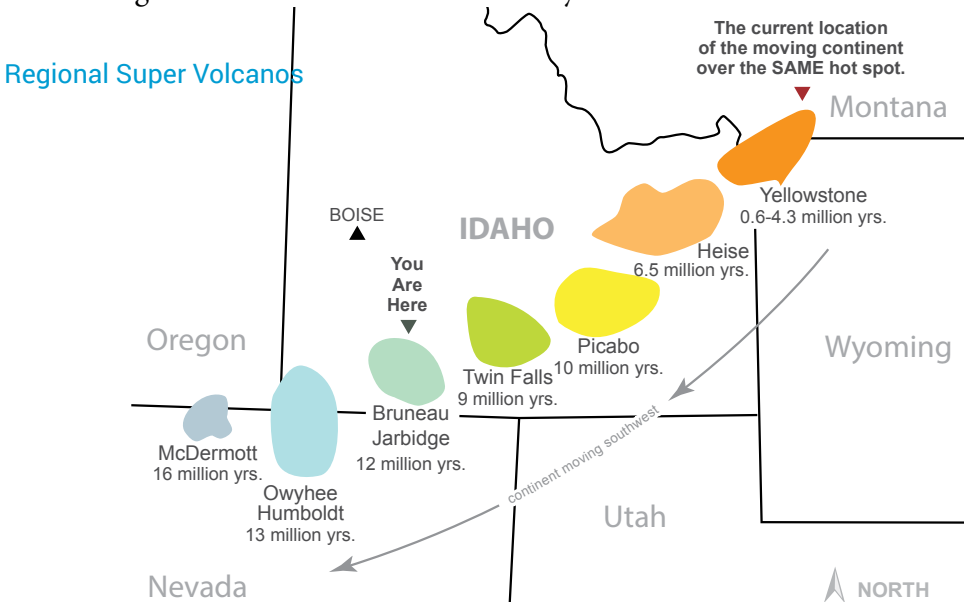 The current location
of the moving continent
over the SAME hot spot.
Regional Super Volcanos
Montana
Yellowstone
0.6-4.3 million yrs.
BOISE
IDAHO
Heise
6.5 million yrs.
You
Are
Here
Oregon
Picabo
10 million yrs.
Wyoming
Twin Falls
9 million yrs.
Bruneau
Jarbidge
12 million yrs.
continent moving southwest
McDermott
16 million yrs.
Owyhee
Humboldt
13 million yrs.
Utah
Nevada
NORTH